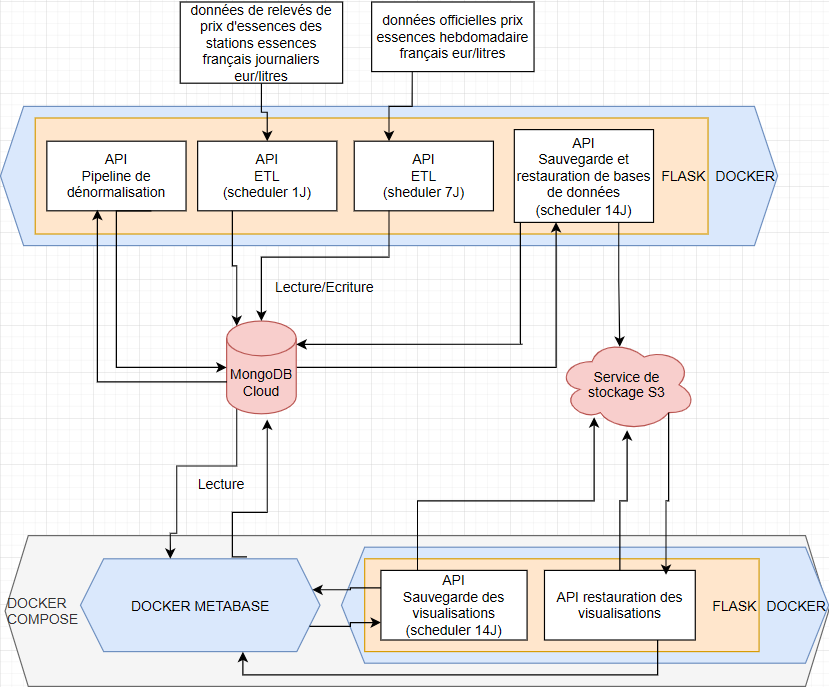 données de relevés de
prix d'essences des
stations essences
français journaliers
eur/litres
données officielles prix
essences hebdomadaire
français eur/litres
API
Pipeline de
dénormalisation
API
ETL
(scheduler 1J)
API
ETL
(sheduler 7J)
API
Sauvegarde et
restauration de bases
de données
(scheduler 14J)
FLASK
DOCKER
Lecture/Ecriture
MongoDB
Cloud
Service de
stockage S3
Lecture
DOCKER
COMPOSE
DOCKER METABASE
API
Sauvegarde des
visualisations
(scheduler 14J)
API restauration des
visualisations
FLASK
DOCKER